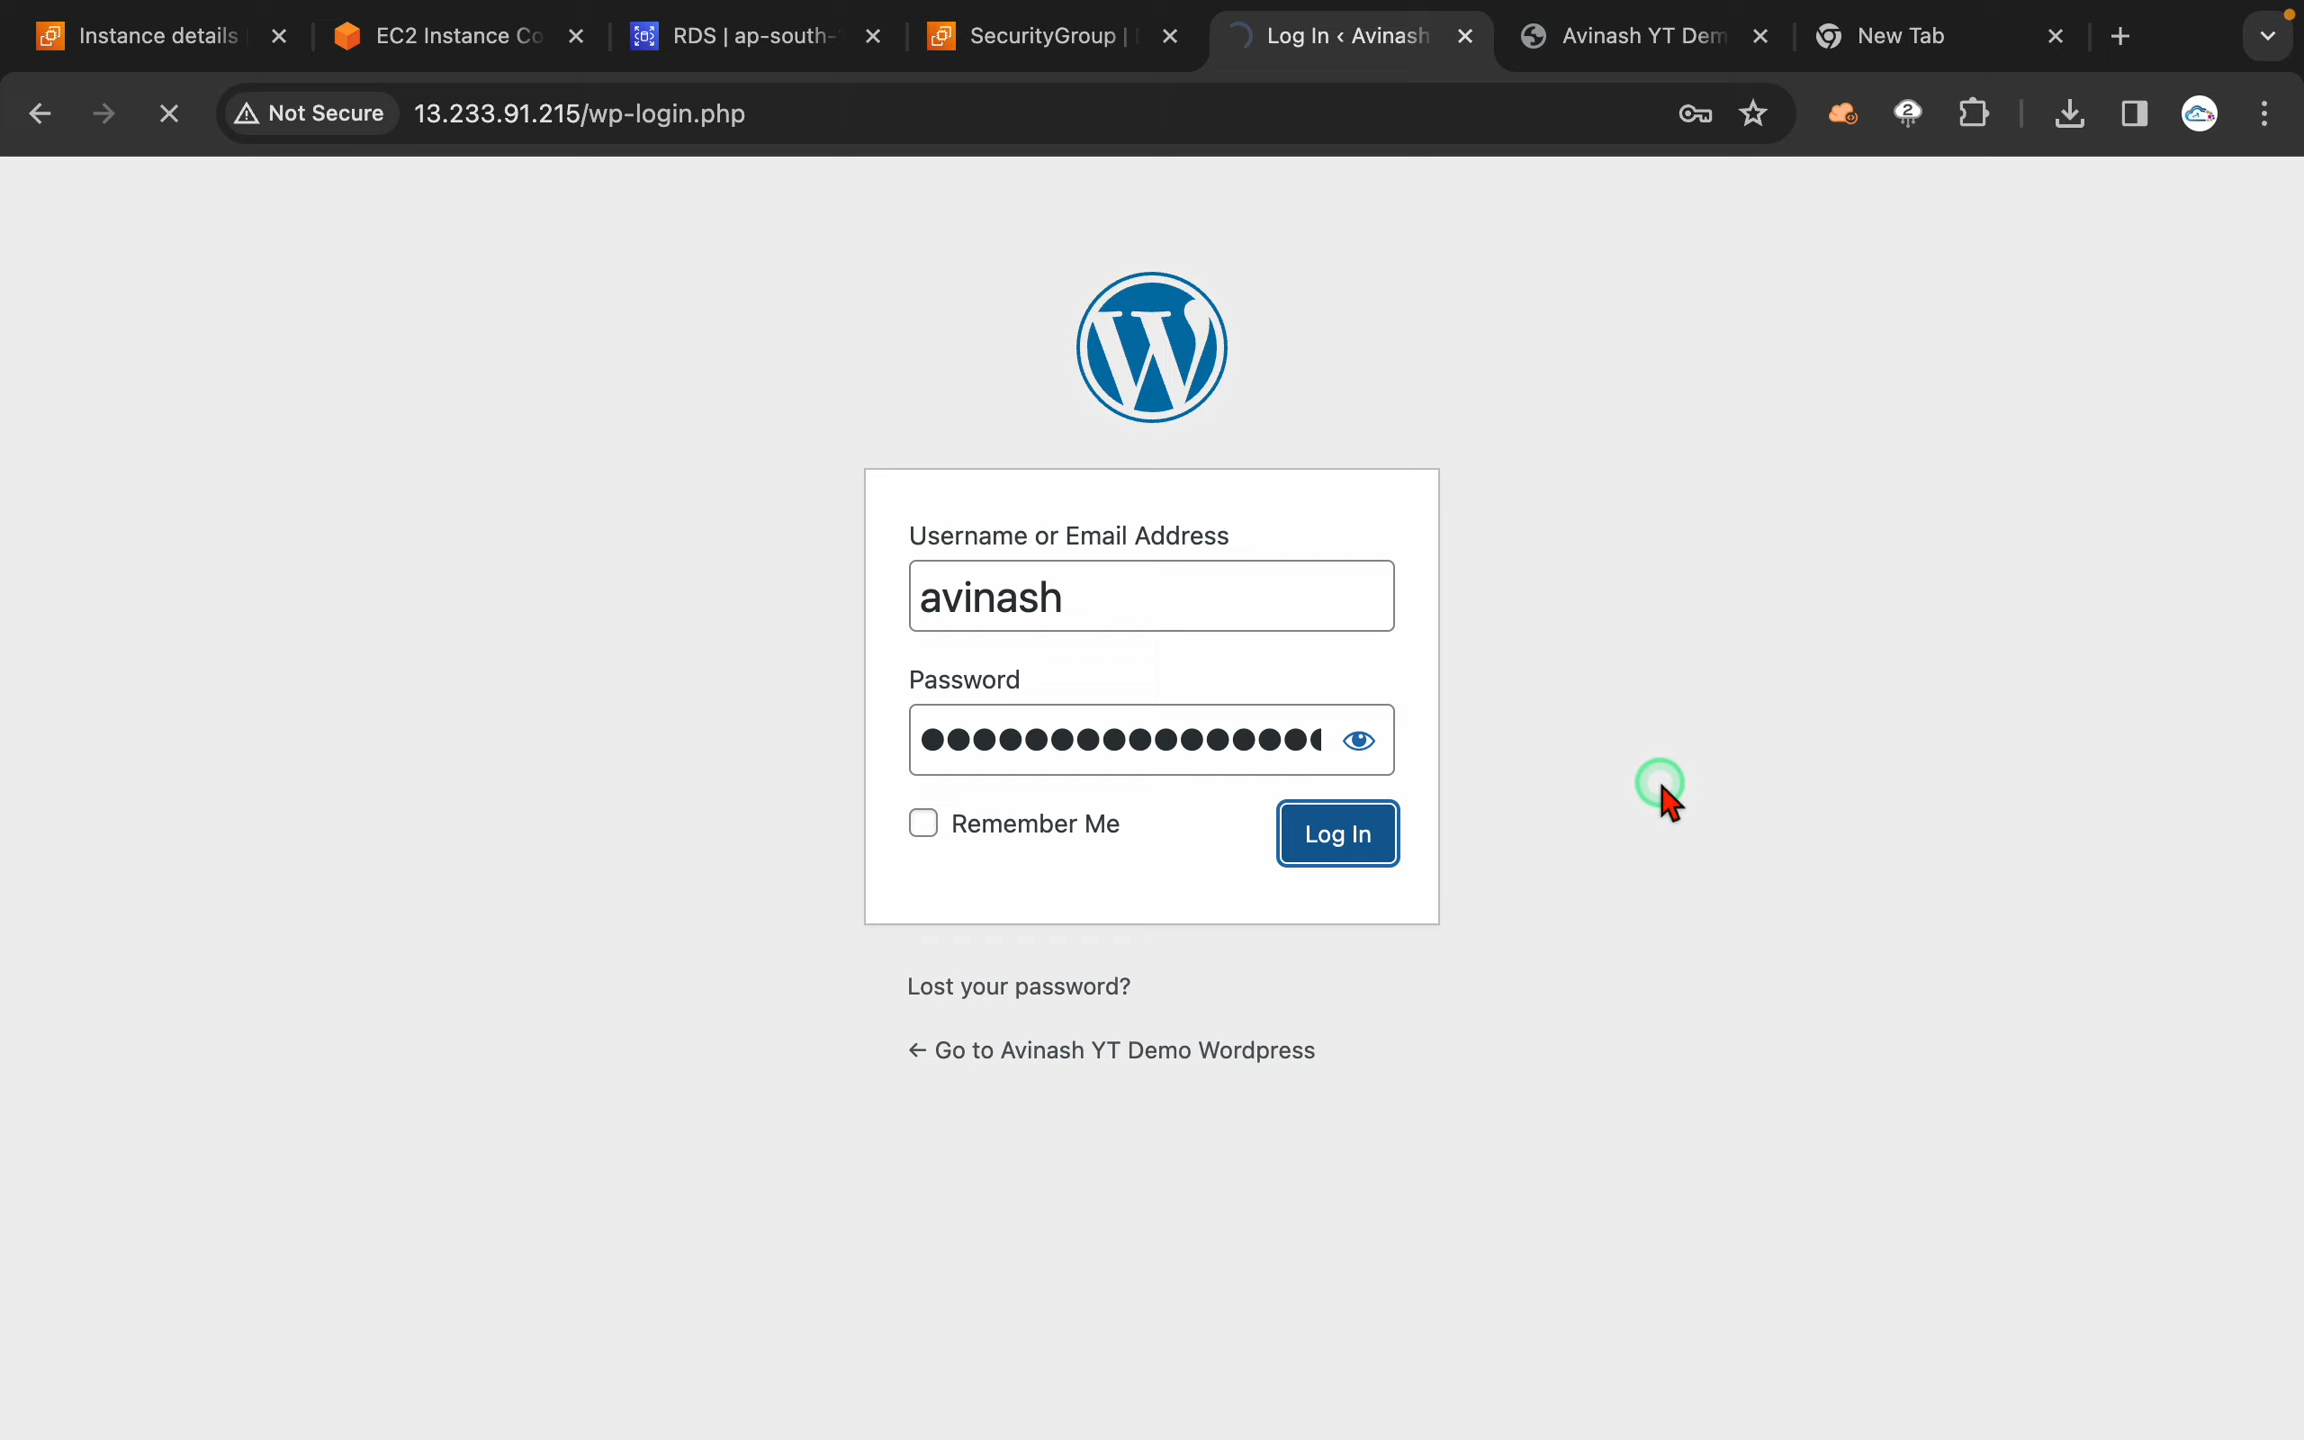 Instance details
EC2 Instance Co
RDS | ap-south-
SecurityGroup |
Log In ‹ Avinash
Avinash YT Dem
New Tab
Not Secure
13.233.91.215/wp-login.php
2
Username or Email Address
avinash
Password
Remember Me
Log In
Lost your password?
← Go to Avinash YT Demo Wordpress